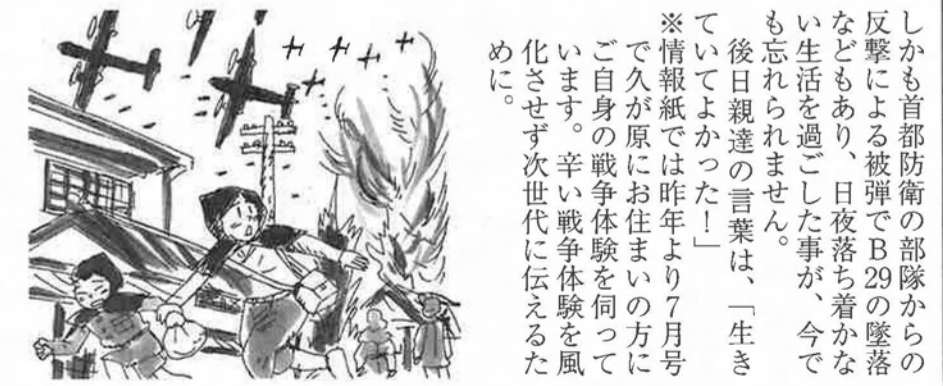 しかも首都防衛の部隊からの
反撃による被弾でB29の墜落
などもあり、日夜落ち着かな
い生活を過ごした事が、今で
も忘れられません。
後日親達の言葉は、「生き
ていてよかった！」
※情報紙では昨年より7月号
で久が原にお住まいの方に
ご自身の戦争体験を伺って
います。辛い戦争体験を風
化させず次世代に伝えるた
めに。